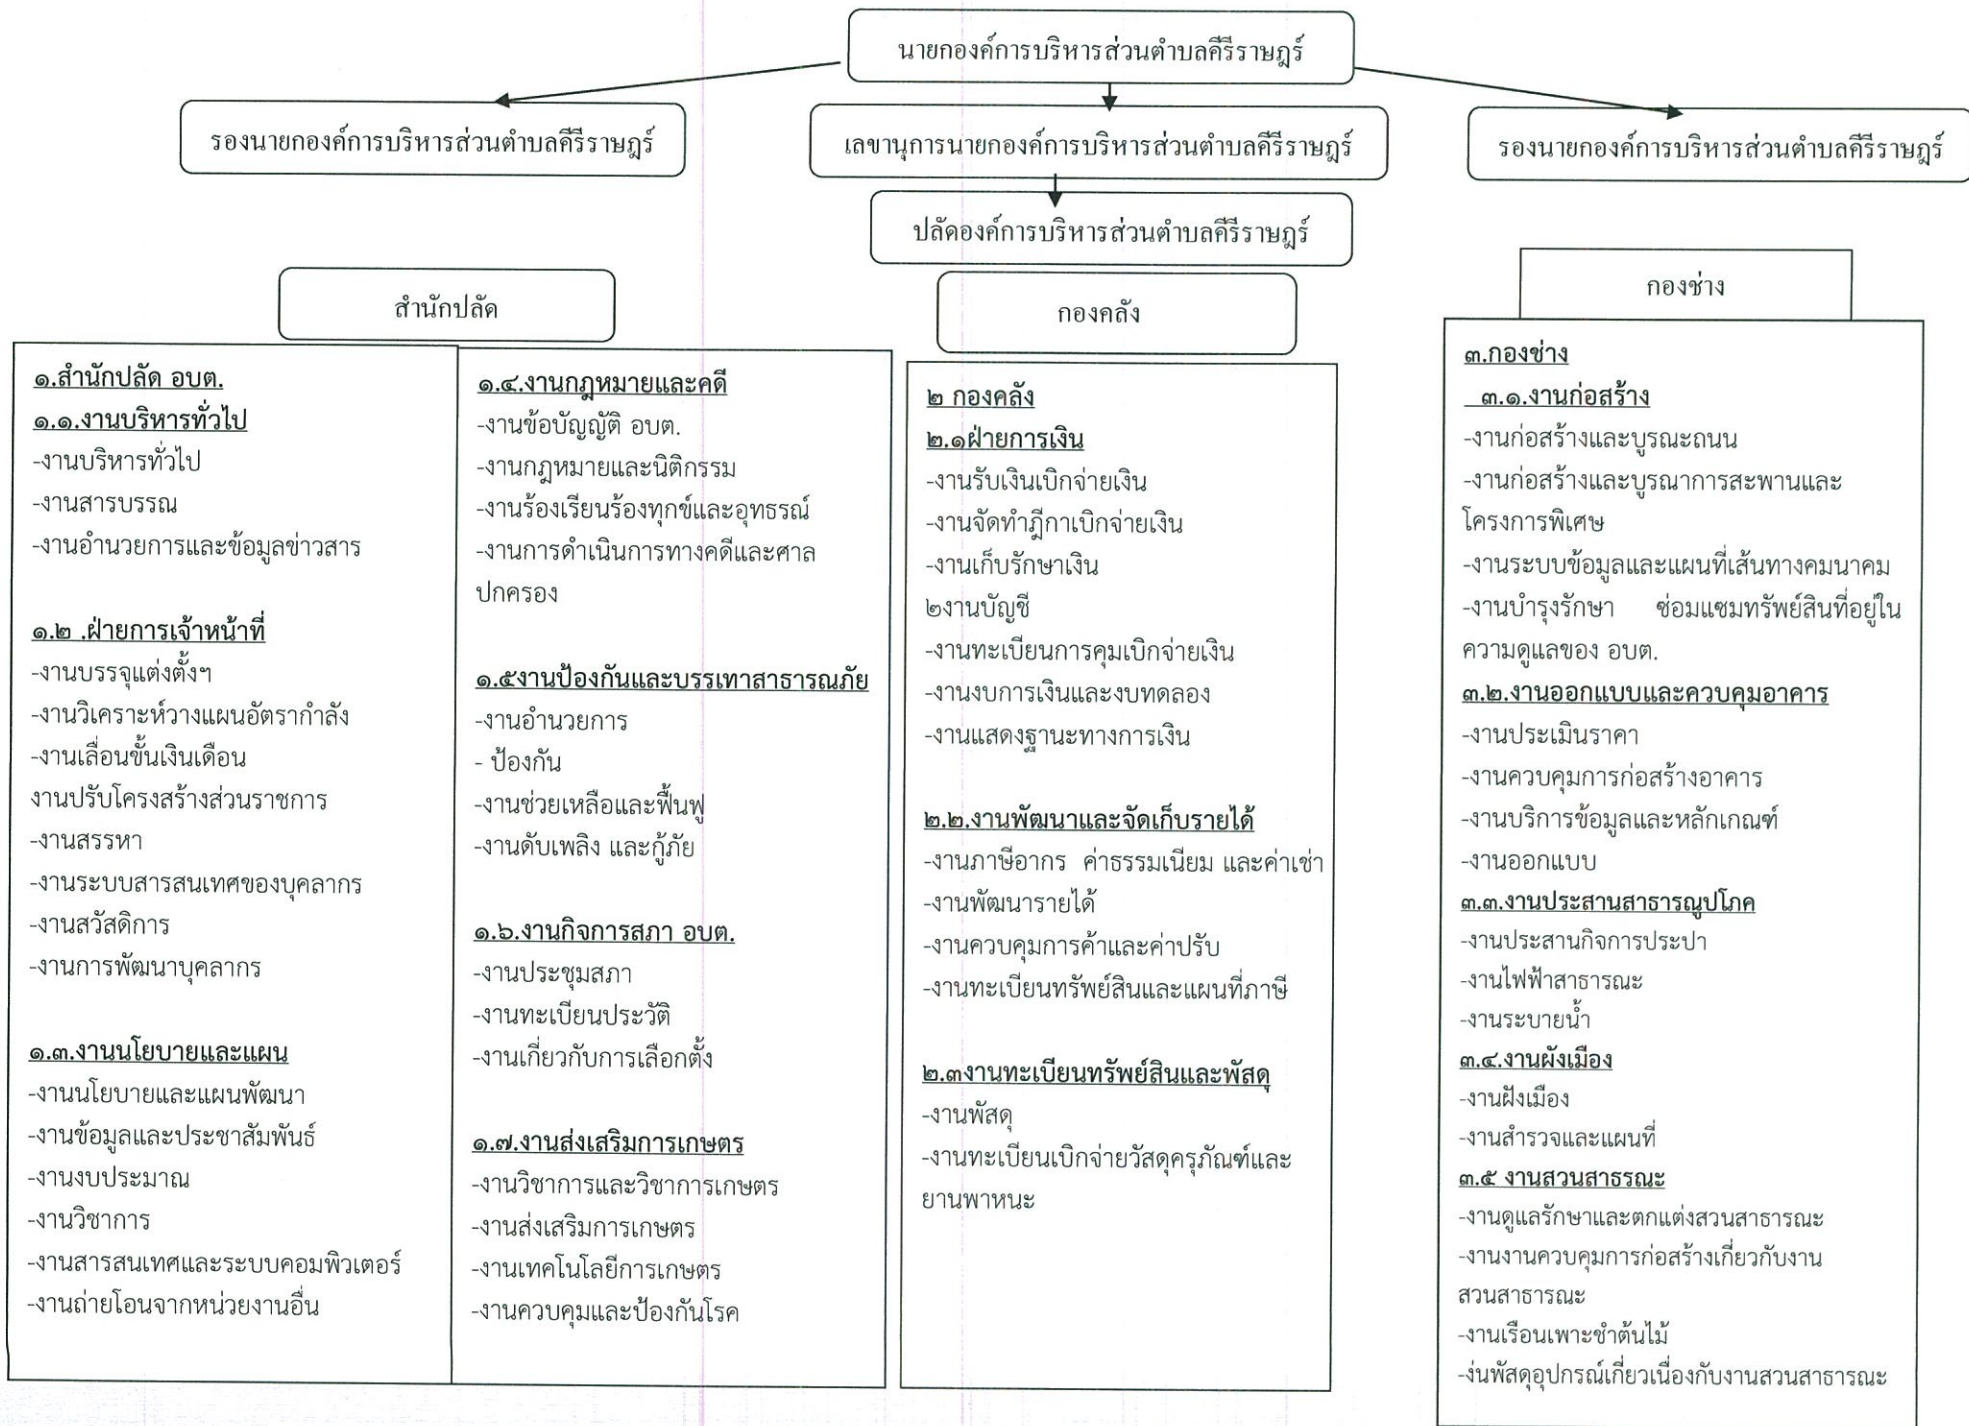 นายกองค์การบริหารส่วนตำบลคีรีราษฎร์
รองนายกองค์การบริหารส่วนตำบลคีรีราษฎร์
เลขานุการนายกองค์การบริหารส่วนตำบลคีรีราษฎร์
รองนายกองค์การบริหารส่วนตำบลคีรีราษฎร์
ปลัดองค์การบริหารส่วนตำบลคีรีราษฎร์
สำนักปลัด
๑.สำนักปลัด อบต.
๑.๑.งานบริหารทั่วไป
-งานบริหารทั่วไป
-งานสารบรรณ
-งานอำนวยการและข้อมูลข่าวสาร
๑.๒ .ฝ่ายการเจ้าหน้าที่
-งานบรรจุแต่งตั้งฯ
-งานวิเคราะห์วางแผนอัตรากำลัง
-งานเลื่อนขั้นเงินเดือน
งานปรับโครงสร้างส่วนราชการ
-งานสรรหา
-งานระบบสารสนเทศของบุคลากร
-งานสวัสดิการ
-งานการพัฒนาบุคลากร
๑.๓.งานนโยบายและแผน
-งานนโยบายและแผนพัฒนา
-งานข้อมูลและประชาสัมพันธ์
-งานงบประมาณ
-งานวิชาการ
-งานสารสนเทศและระบบคอมพิวเตอร์
-งานถ่ายโอนจากหน่วยงานอื่น
๑.๔.งานกฎหมายและคดี
-งานข้อบัญญัติ อบต.
-งานกฎหมายและนิติกรรม
-งานร้องเรียนร้องทุกข์และอุทธรณ์
-งานการดำเนินการทางคดีและศาล
ปกครอง
๑.๕งานป้องกันและบรรเทาสาธารณภัย
-งานอำนวยการ
- ป้องกัน
-งานช่วยเหลือและฟื้นฟู
-งานดับเพลิง และกู้ภัย
๑.๖.งานกิจการสภา อบต.
-งานประชุมสภา
-งานทะเบียนประวัติ
-งานเกี่ยวกับการเลือกตั้ง
๑.๗.งานส่งเสริมการเกษตร
-งานวิชาการและวิชาการเกษตร
-งานส่งเสริมการเกษตร
-งานเทคโนโลยีการเกษตร
-งานควบคุมและป้องกันโรค
กองคลัง
๒ กองคลัง
๒.๑ฝ่ายการเงิน
-งานรับเงินเบิกจ่ายเงิน
-งานจัดทำฎีกาเบิกจ่ายเงิน
-งานเก็บรักษาเงิน
๒งานบัญชี
-งานทะเบียนการคุมเบิกจ่ายเงิน
-งานงบการเงินและงบทดลอง
-งานแสดงฐานะทางการเงิน
๒.๒.งานพัฒนาและจัดเก็บรายได้
-งานภาษีอากร ค่าธรรมเนียม และค่าเช่า
-งานพัฒนารายได้
-งานควบคุมการค้าและค่าปรับ
-งานทะเบียนทรัพย์สินและแผนที่ภาษี
๒.๓งานทะเบียนทรัพย์สินและพัสดุ
-งานพัสดุ
-งานทะเบียนเบิกจ่ายวัสดุครุภัณฑ์และ
ยานพาหนะ
กองช่าง
๓.กองช่าง
๓.๑.งานก่อสร้าง
-งานก่อสร้างและบูรณะถนน
-งานก่อสร้างและบูรณาการสะพานและ
โครงการพิเศษ
-งานระบบข้อมูลและแผนที่เส้นทางคมนาคม
-งานบำรุงรักษา ซ่อมแซมทรัพย์สินที่อยู่ใน
ความดูแลของ อบต.
๓.๒.งานออกแบบและควบคุมอาคาร
-งานประเมินราคา
-งานควบคุมการก่อสร้างอาคาร
-งานบริการข้อมูลและหลักเกณฑ์
-งานออกแบบ
๓.๓.งานประสานสาธารณูปโภค
-งานประสานกิจการประปา
-งานไฟฟ้าสาธารณะ
-งานระบายน้ำ
๓.๔.งานผังเมือง
-งานฝังเมือง
-งานสำรวจและแผนที่
๓.๕ งานสวนสาธรณะ
-งานดูแลรักษาและตกแต่งสวนสาธารณะ
-งานงานควบคุมการก่อสร้างเกี่ยวกับงาน
สวนสาธารณะ
-งานเรือนเพาะชำต้นไม้
-ง่นพัสดุอุปกรณ์เกี่ยวเนื่องกับงานสวนสาธารณะ